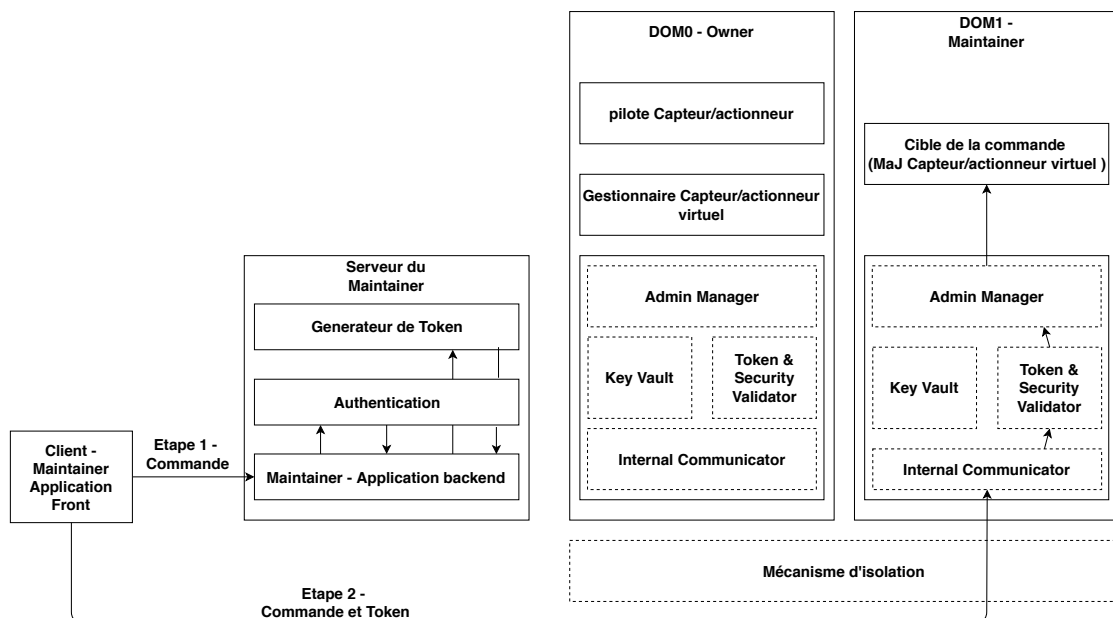 DOM0 - Owner
pilote Capteur/actionneur
Gestionnaire Capteur/actionneur
virtuel
Admin Manager
Key Vault
Token &
Security
Validator
Internal Communicator
DOM1 -
Maintainer
Cible de la commande
(MaJ Capteur/actionneur virtuel )
Admin Manager
Key Vault
Token &
Security
Validator
Internal Communicator
Serveur du
Maintainer
Generateur de Token
Authentication
Maintainer - Application backend
Client -
Maintainer
Application
Front
Etape 1 -
Commande
Mécanisme d'isolation
Etape 2 -
Commande et Token